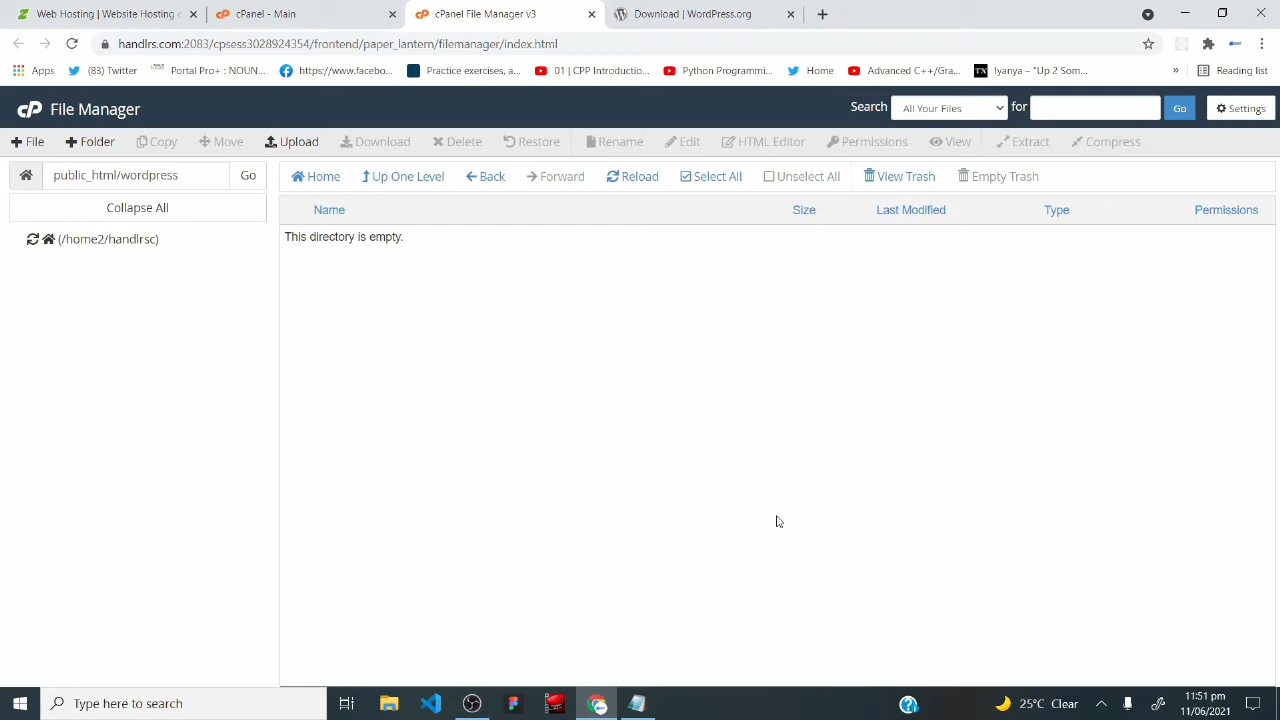 Web Hosting | Website Hosting
cPanel - Main
cPanel File Manager v3
Download | WordPress.org
handlrs.com:2083/cpsess3028924354/frontend/paper_lantern/filemanager/index.html
Apps
(93) Twitter
Portal Pro+ : NOUN...
https://www.facebo...
Practice exercises, a...
01 | CPP Introductio...
Python Programmi...
Home
Advanced C++/Gra...
TX
Iyanya – "Up 2 Som...
»
Reading list
cP File Manager
Search
All Your Files
for
Go
Settings
File
Folder
Copy
Move
Upload
Download
Delete
Restore
Rename
Edit
HTML Editor
Permissions
View
Extract
Compress
public_html/wordpress
Go
Home
Up One Level
Back
Forward
Reload
Select All
Unselect All
View Trash
Empty Trash
Collapse All
Name
Size
Last Modified
Type
Permissions
(/home2/handlrsc)
This directory is empty.
Type here to search
25°C Clear
11:51 pm
11/06/2021